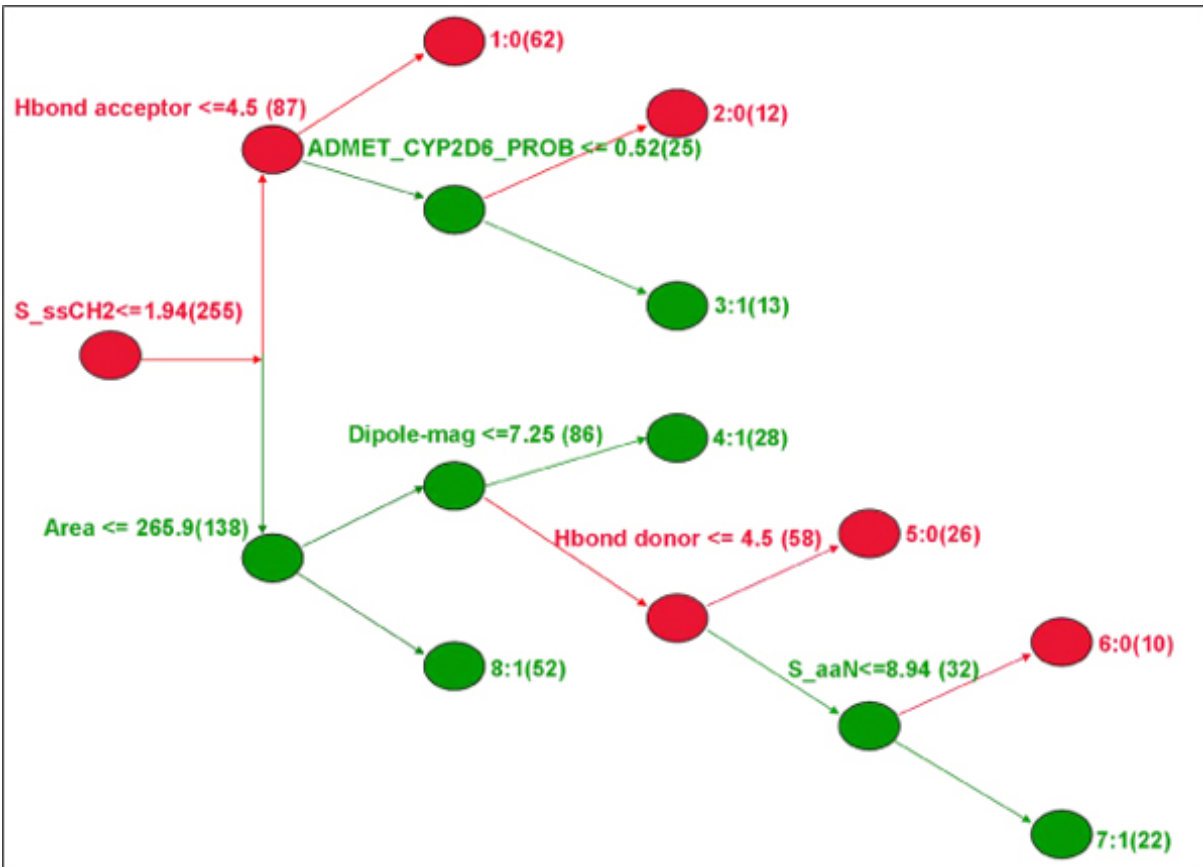 1:0(62)
Hbond acceptor <=4.5 (87)
2:0(12)
ADMET_CYP2D6_PROB <= 0.52(25)
3:1(13)
S_ssCH2<=1.94(255)
Dipole-mag <=7.25 (86)
4:1(28)
Area <= 265.9(138)
Hbond donor <= 4.5 (58)
5:0(26)
8:1(52)
S_aaN<=8.94 (32)
6:0(10)
7:1(22)